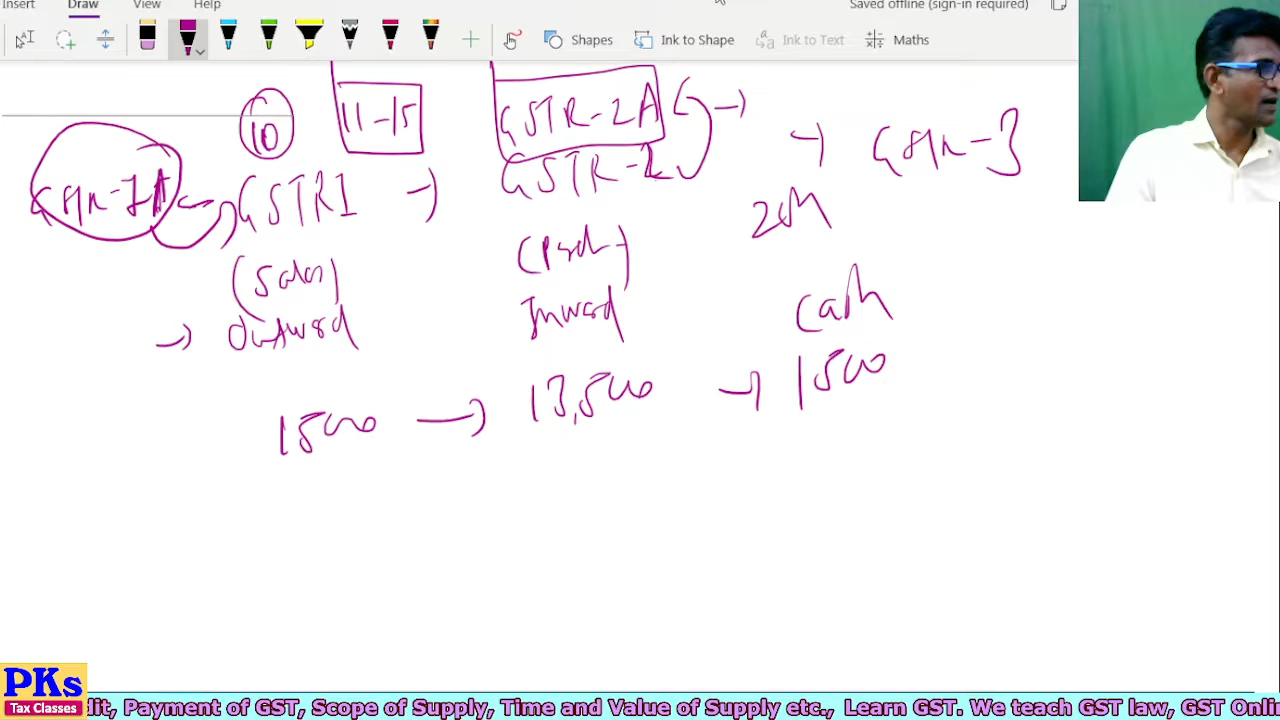 Insert Draw View Help Saved offline (sign-in required)
Shapes Ink to Shape Ink to Text Maths
10 11-15 GSTR-2A
GSTR-1A GSTR1 GSTR-2 GSTR-3
20th
(Sales)
Outward Inward Cash
1500 13,500 1500
PKs
Tax Classes
dit, Payment of GST, Scope of Supply, Time and Value of Supply etc., Learn GST. We teach GST law, GST Onli